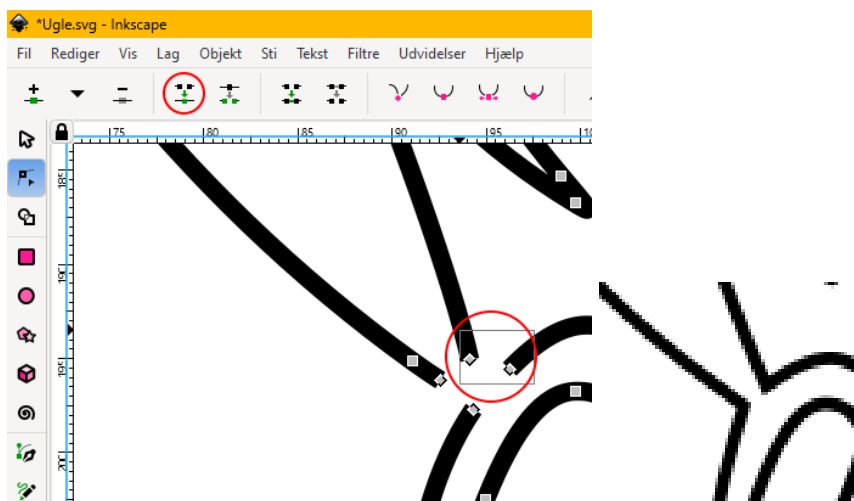 *Ugle.svg - Inkscape
Fil Rediger Vis Lag Objekt Sti Tekst Filtre Udvidelser Hjælp
75 80 85 90 95 10
185
190
195
200